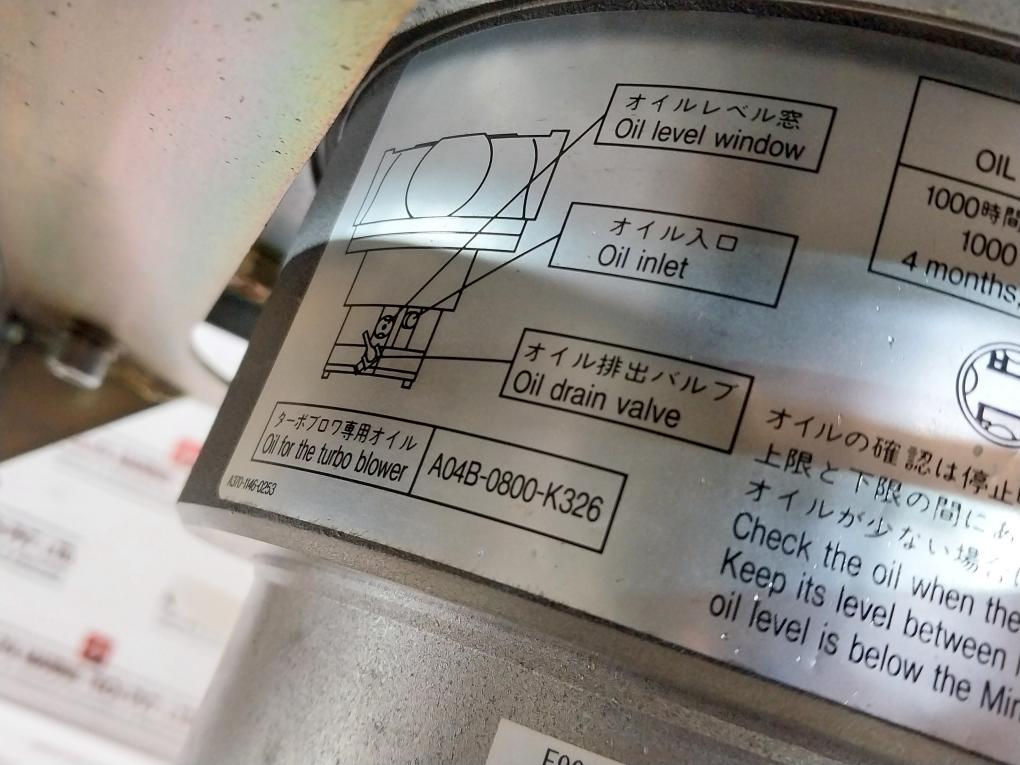 オイルレベル窓
Oil level window
オイル入口
Oil inlet
オイル排出バルブ
Oil drain valve
ターボブロワ専用オイル
Oil for the turbo blower
A04B-0800-K326
A370-1146-0253
OIL
1000時間
1000
4 months,
オイルの確認は停止
上限と下限の間にあ
オイルが少ない場合
Check the oil when the
Keep its level between
oil level is below the Min